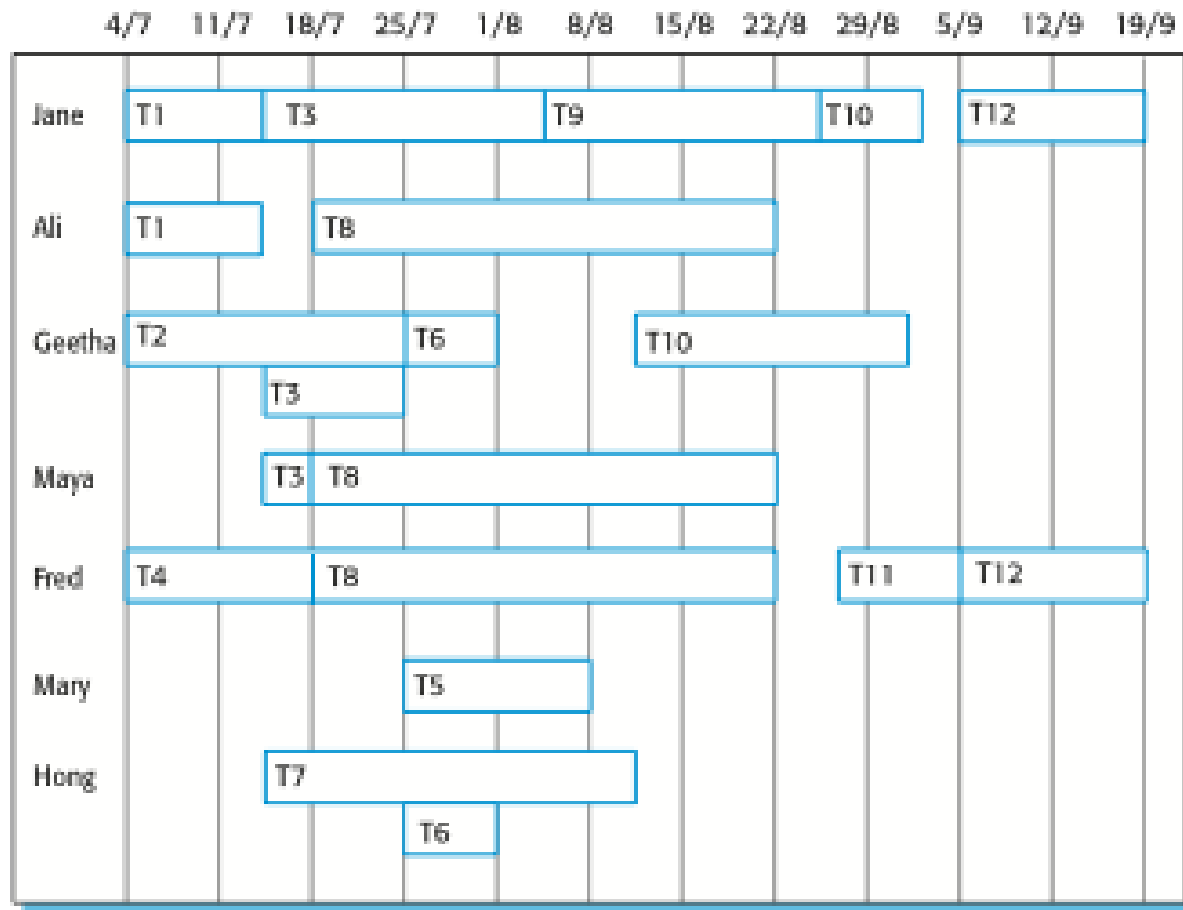 4/7 11/7 18/7 25/7 1/8 8/8 15/8 22/8 29/8 5/9 12/9 19/9
Jane T1 T3 T9 T10 T12
Ali T1 T8
Geetha T2 T6 T10
T3
Maya T3 T8
Fred T4 T8 T11 T12
Mary T5
Hong T7
T6